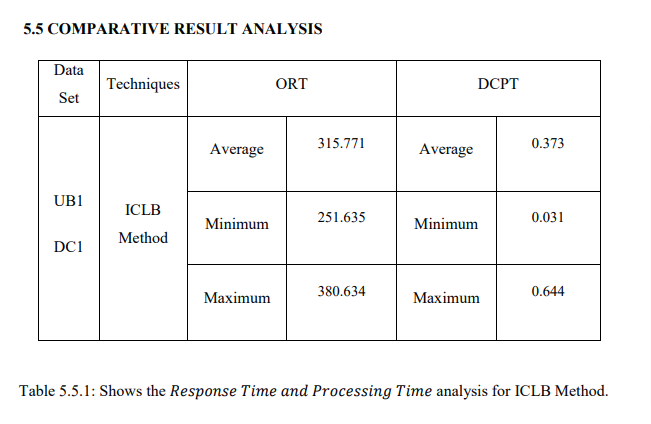 5.5 COMPARATIVE RESULT ANALYSIS
Data
Set
Techniques
ORT
DCPT
UB1
DC1
ICLB
Method
Average
315.771
Average
0.373
Minimum
251.635
Minimum
0.031
Maximum
380.634
Maximum
0.644
Table 5.5.1: Shows the Response Time and Processing Time analysis for ICLB Method.